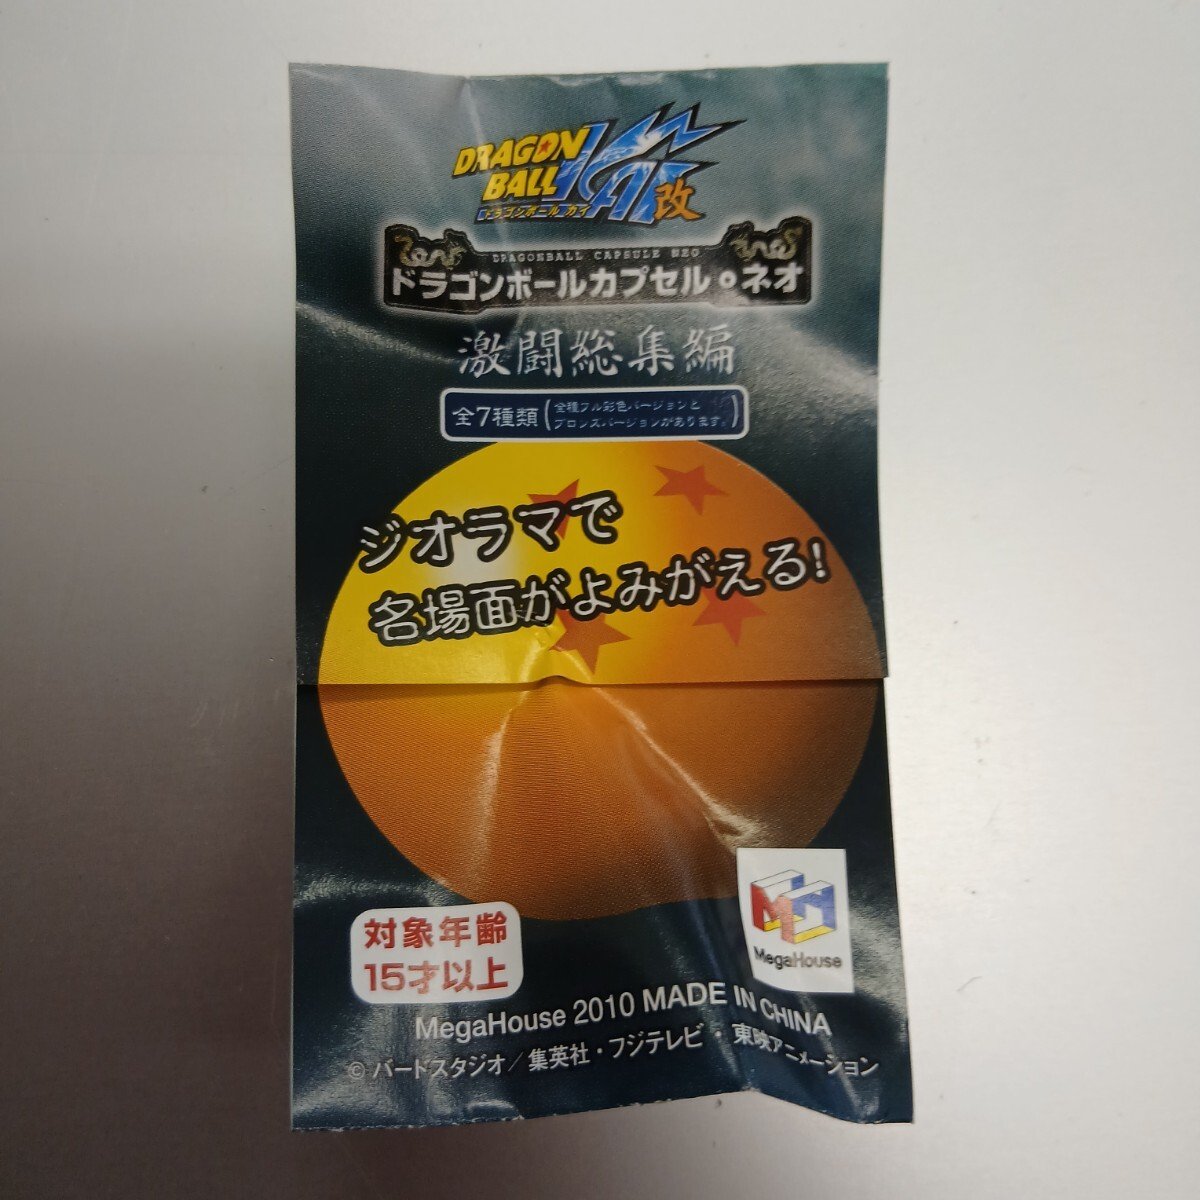 DRAGON
BALL KAI 改
ドラゴンボール カイ
DRAGONBALL CAPSULE NEO
ドラゴンボールカプセル・ネオ
激闘総集編
全7種類(全種フル彩色バージョンと
ブロンズバージョンがあります。)
ジオラマで
名場面がよみがえる!
対象年齢
15才以上
MegaHouse
MegaHouse 2010 MADE IN CHINA
© バードスタジオ/集英社・フジテレビ・東映アニメーション